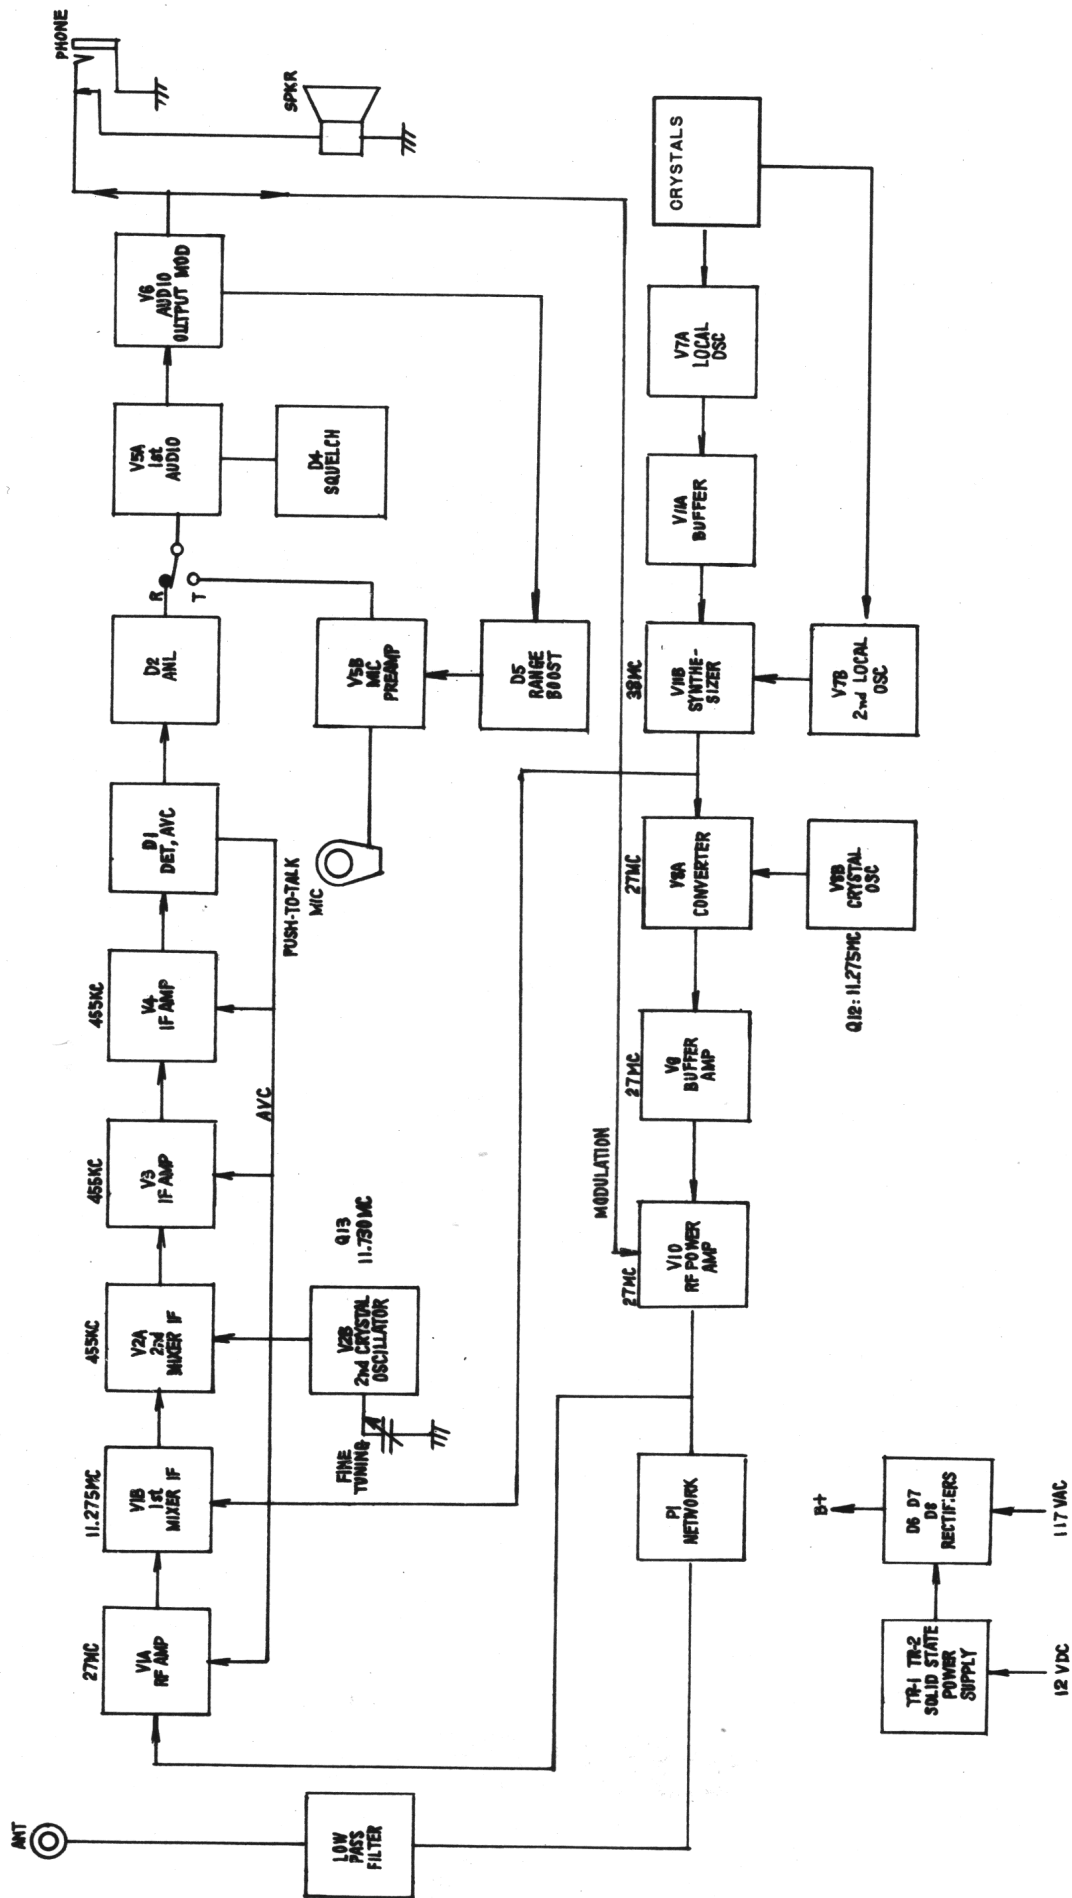 ANT
LOW
PASS
FILTER
27MC
V1A
RF AMP
11.275MC
V1B
1st
MIXER IF
455KC
V2A
2nd
MIXER IF
455KC
V3
IF AMP
455KC
V4
IF AMP
D1
DET, AVC
D2
ANL
R
T
V5A
1st
AUDIO
V6
AUDIO
OUTPUT MOD
PHONE
SPKR
D4
SQUELCH
AVC
FINE
TUNING
V2B
2nd CRYSTAL
OSCILLATOR
Q13
11.730MC
PUSH-TO-TALK
MIC
V5B
MIC
PREAMP
D5
RANGE
BOOST
MODULATION
PI
NETWORK
27MC
V10
RF POWER
AMP
27MC
V9
BUFFER
AMP
27MC
V8A
CONVERTER
38MC
V11B
SYNTHE-
SIZER
V11A
BUFFER
V7A
LOCAL
OSC
CRYSTALS
Q12: 11.275MC
V8B
CRYSTAL
OSC
V7B
2nd LOCAL
OSC
TR-1 TR-2
SOLID STATE
POWER
SUPPLY
12 VDC
B+
D6 D7
D8
RECTIFIERS
117 VAC